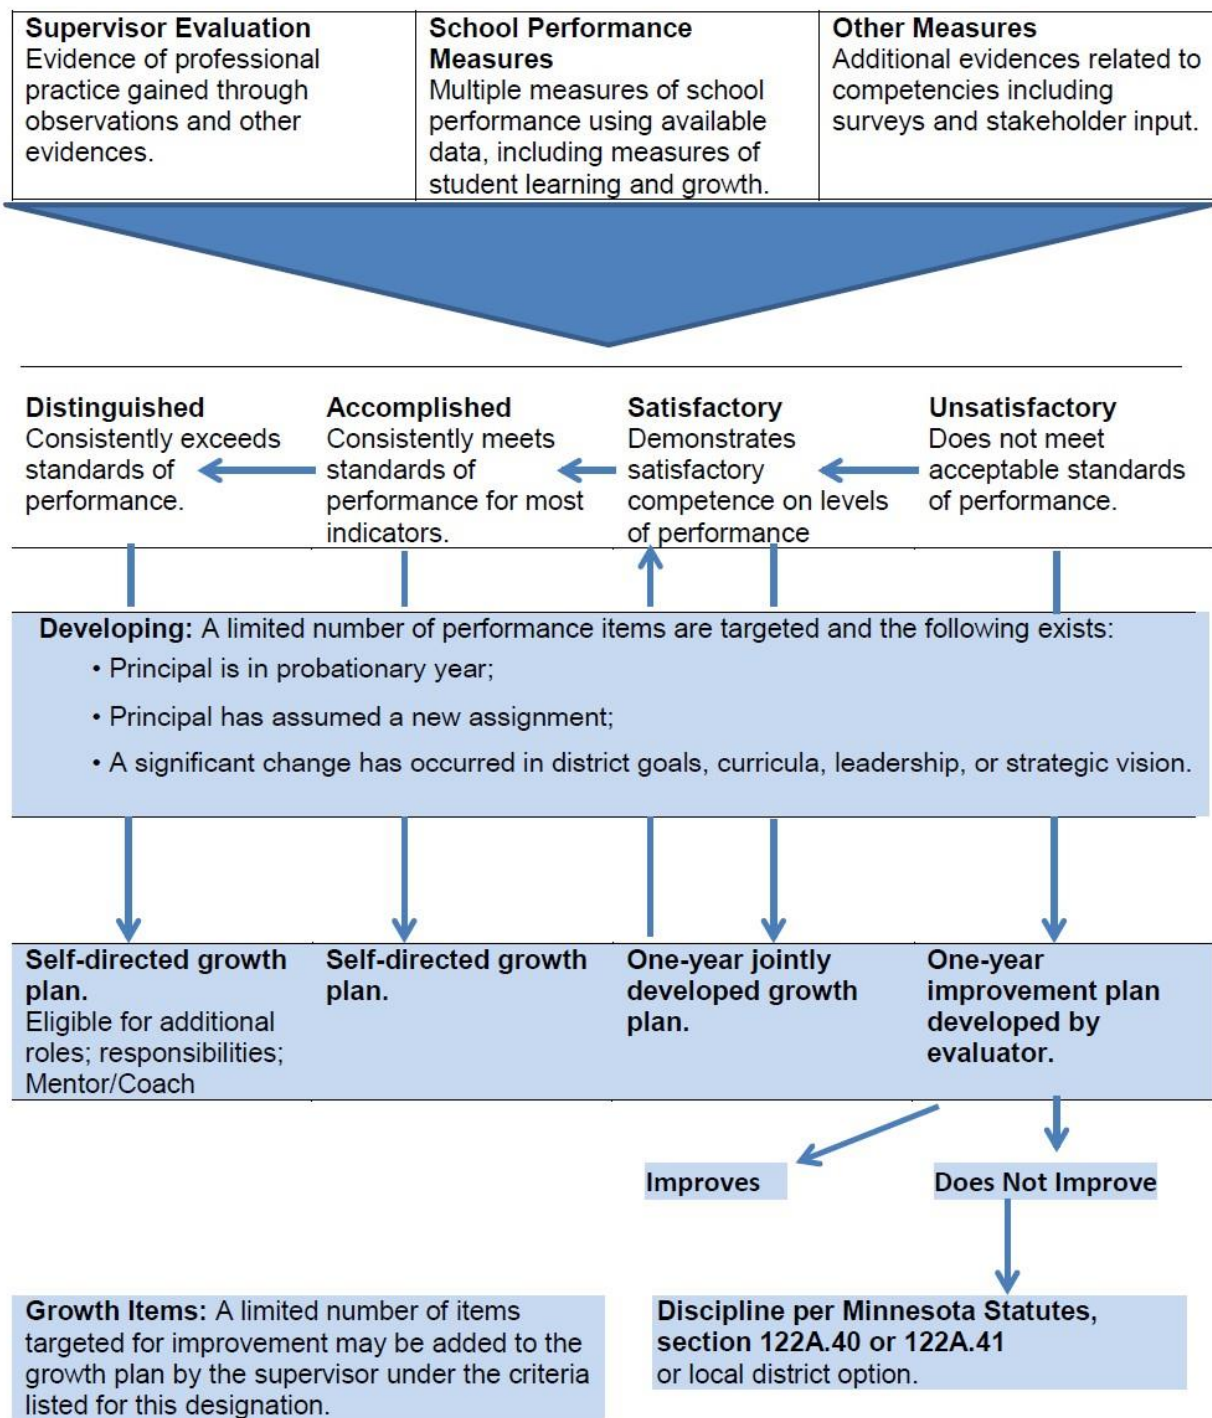 Supervisor Evaluation
Evidence of professional
practice gained through
observations and other
evidences.
School Performance
Measures
Multiple measures of school
performance using available
data, including measures of
student learning and growth.
Other Measures
Additional evidences related to
competencies including
surveys and stakeholder input.
Distinguished
Consistently exceeds
standards of
performance.
Accomplished
Consistently meets
standards of
performance for most
indicators.
Satisfactory
Demonstrates
satisfactory
competence on levels
of performance
Unsatisfactory
Does not meet
acceptable standards
of performance.
Developing: A limited number of performance items are targeted and the following exists:
• Principal is in probationary year;
• Principal has assumed a new assignment;
• A significant change has occurred in district goals, curricula, leadership, or strategic vision.
Self-directed growth
plan.
Eligible for additional
roles; responsibilities;
Mentor/Coach
Self-directed growth
plan.
One-year jointly
developed growth
plan.
One-year
improvement plan
developed by
evaluator.
Improves
Does Not Improve
Growth Items: A limited number of items
targeted for improvement may be added to the
growth plan by the supervisor under the criteria
listed for this designation.
Discipline per Minnesota Statutes,
section 122A.40 or 122A.41
or local district option.